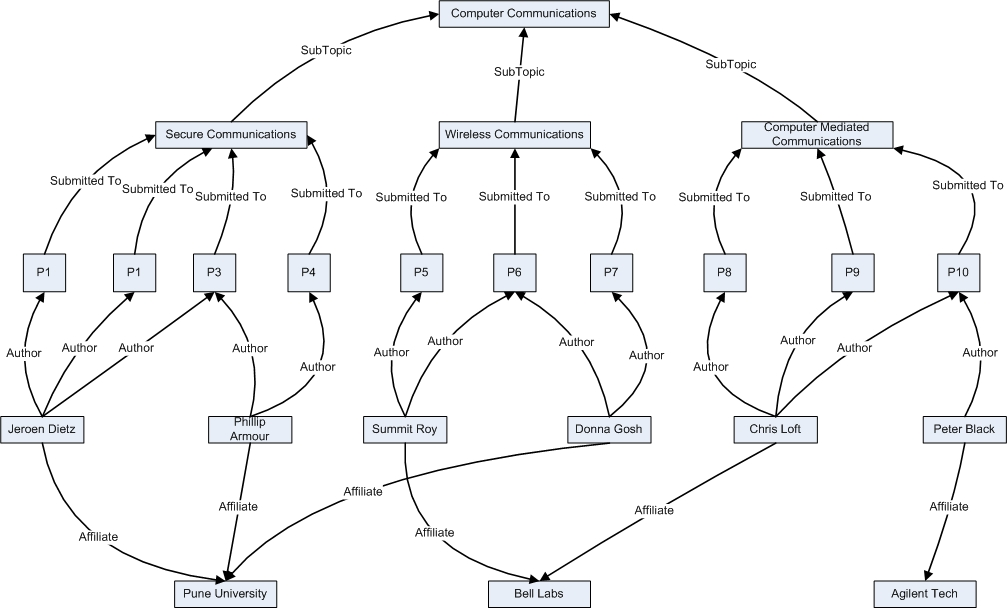 Computer Communications
SubTopic
SubTopic
SubTopic
Secure Communications
Wireless Communications
Computer Mediated
Communications
Submitted To
Submitted To
Submitted To
Submitted To
Submitted To
Submitted To
Submitted To
Submitted To
Submitted To
Submitted To
P1
P1
P3
P4
P5
P6
P7
P8
P9
P10
Author
Author
Author
Author
Author
Author
Author
Author
Author
Author
Author
Author
Author
Jeroen Dietz
Phillip
Armour
Summit Roy
Donna Gosh
Chris Loft
Peter Black
Affiliate
Affiliate
Affiliate
Affiliate
Affiliate
Affiliate
Pune University
Bell Labs
Agilent Tech